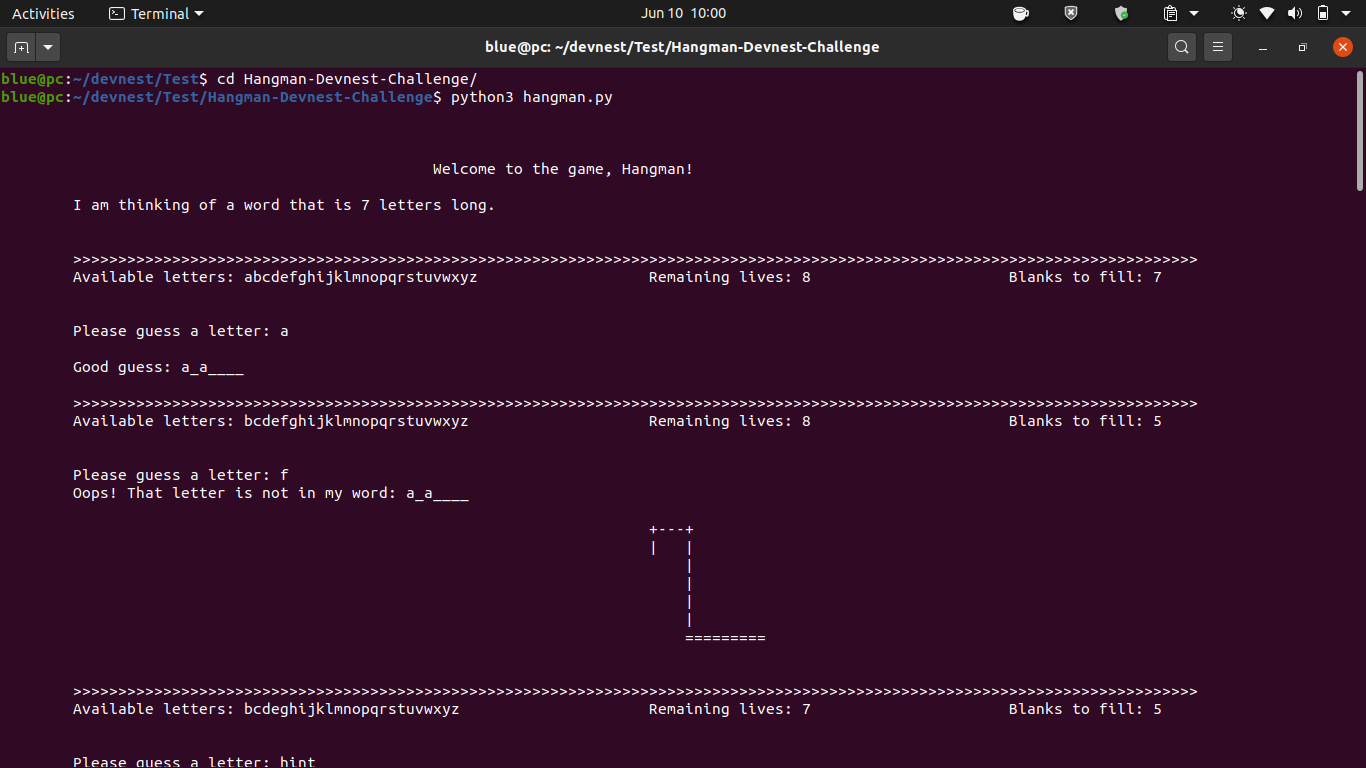 Activities Terminal Jun 10 10:00
blue@pc: ~/devnest/Test/Hangman-Devnest-Challenge
blue@pc:~/devnest/Test$ cd Hangman-Devnest-Challenge/
blue@pc:~/devnest/Test/Hangman-Devnest-Challenge$ python3 hangman.py
Welcome to the game, Hangman!
I am thinking of a word that is 7 letters long.
>>>>>>>>>>>>>>>>>>>>>>>>>>>>>>>>>>>>>>>>>>>>>>>>>>>>>>>>>>>>>>>>>>>>>>>>>>>>>>>>>>>>>>>>>>>>>>>>>>>>>>>>>>>>>>>>>>>>>>>>>>>>>
Available letters: abcdefghijklmnopqrstuvwxyz Remaining lives: 8 Blanks to fill: 7
Please guess a letter: a
Good guess: a_a____
>>>>>>>>>>>>>>>>>>>>>>>>>>>>>>>>>>>>>>>>>>>>>>>>>>>>>>>>>>>>>>>>>>>>>>>>>>>>>>>>>>>>>>>>>>>>>>>>>>>>>>>>>>>>>>>>>>>>>>>>>>>>>
Available letters: bcdefghijklmnopqrstuvwxyz Remaining lives: 8 Blanks to fill: 5
Please guess a letter: f
Oops! That letter is not in my word: a_a____
+---+
|   |
    |
    |
    |
    |
=========
>>>>>>>>>>>>>>>>>>>>>>>>>>>>>>>>>>>>>>>>>>>>>>>>>>>>>>>>>>>>>>>>>>>>>>>>>>>>>>>>>>>>>>>>>>>>>>>>>>>>>>>>>>>>>>>>>>>>>>>>>>>>>
Available letters: bcdeghijklmnopqrstuvwxyz Remaining lives: 7 Blanks to fill: 5
Please guess a letter: hint